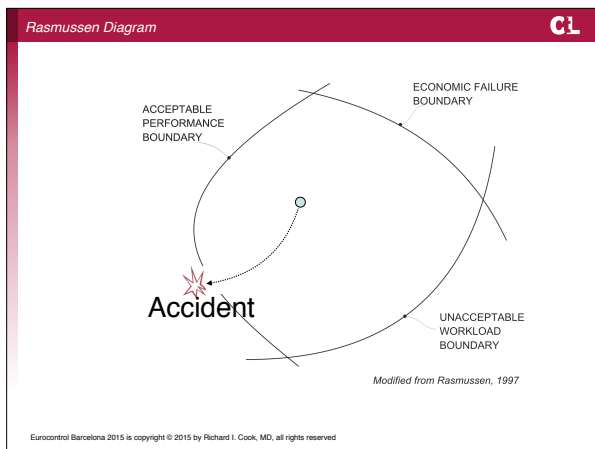 Rasmussen Diagram
CtL
ACCEPTABLE
PERFORMANCE
BOUNDARY
ECONOMIC FAILURE
BOUNDARY
Accident
UNACCEPTABLE
WORKLOAD
BOUNDARY
Modified from Rasmussen, 1997
Eurocontrol Barcelona 2015 is copyright © 2015 by Richard I. Cook, MD, all rights reserved